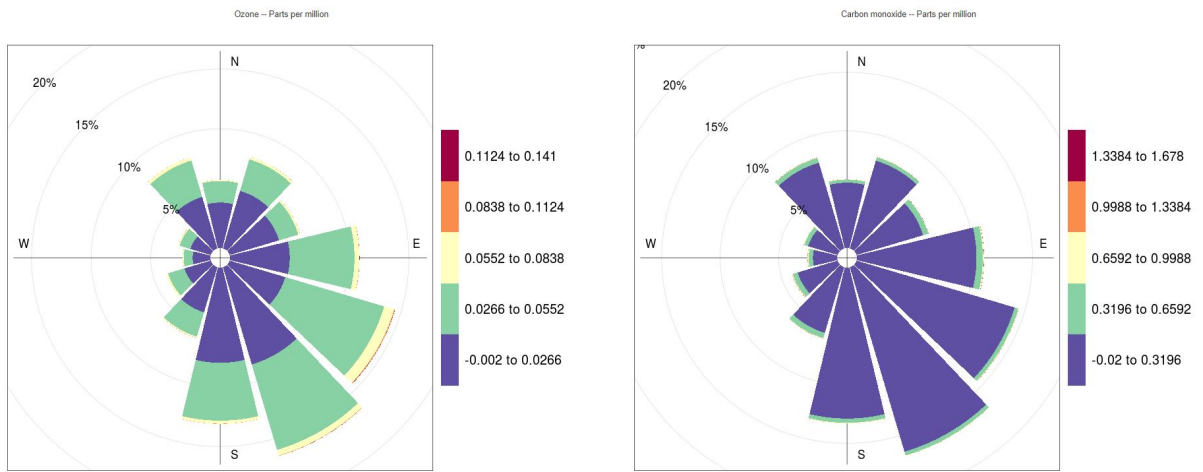 Ozone -- Parts per million
N
20%
15%
10%
5%
W
E
S
0.1124 to 0.141
0.0838 to 0.1124
0.0552 to 0.0838
0.0266 to 0.0552
-0.002 to 0.0266
Carbon monoxide -- Parts per million
%
N
20%
15%
10%
5%
W
E
S
1.3384 to 1.678
0.9988 to 1.3384
0.6592 to 0.9988
0.3196 to 0.6592
-0.02 to 0.3196